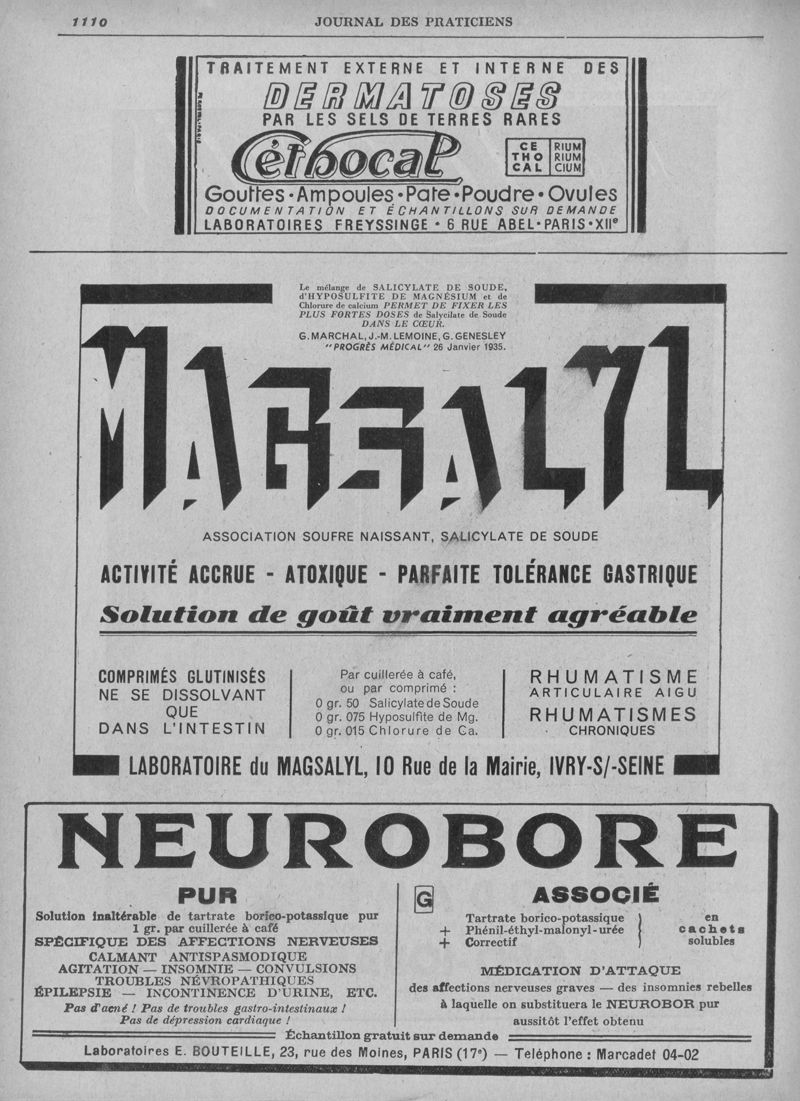 1110
JOURNAL DES PRATICIENS
TRAITEMENT EXTERNE ET INTERNE DES
DERMATOSES
PAR LES SELS DE TERRES RARES
Céthocal
CE RIUM
THO RIUM
CAL CIUM
Gouttes • Ampoules • Pate • Poudre • Ovules
DOCUMENTATION ET ÉCHANTILLONS SUR DEMANDE
LABORATOIRES FREYSSINGE • 6 RUE ABEL • PARIS • XIIe
Le mélange de SALICYLATE DE SOUDE,
d'HYPOSULFITE DE MAGNÉSIUM et de
Chlorure de calcium PERMET DE FIXER LES
PLUS FORTES DOSES de Salycilate de Soude
DANS LE CŒUR.
G. MARCHAL, J.-M. LEMOINE, G. GENESLEY
"PROGRÈS MÉDICAL" 26 Janvier 1935.
MAGSALYL
ASSOCIATION SOUFRE NAISSANT, SALICYLATE DE SOUDE
ACTIVITÉ ACCRUE - ATOXIQUE - PARFAITE TOLÉRANCE GASTRIQUE
Solution de goût vraiment agréable
COMPRIMÉS GLUTINISÉS
NE SE DISSOLVANT
QUE
DANS L'INTESTIN
Par cuillerée à café,
ou par comprimé :
0 gr. 50 Salicylate de Soude
0 gr. 075 Hyposulfite de Mg.
0 gr. 015 Chlorure de Ca.
RHUMATISME
ARTICULAIRE AIGU
RHUMATISMES
CHRONIQUES
LABORATOIRE du MAGSALYL, 10 Rue de la Mairie, IVRY-S/-SEINE
NEUROBORE
PUR
Solution inaltérable de tartrate borico-potassique pur
1 gr. par cuillerée à café
SPÉCIFIQUE DES AFFECTIONS NERVEUSES
CALMANT ANTISPASMODIQUE
AGITATION — INSOMNIE — CONVULSIONS
TROUBLES NÉVROPATHIQUES
ÉPILEPSIE — INCONTINENCE D'URINE, ETC.
Pas d'acné ! Pas de troubles gastro-intestinaux !
Pas de dépression cardiaque !
G
ASSOCIÉ
Tartrate borico-potassique
+ Phénil-éthyl-malonyl-urée
+ Correctif
en
cachets
solubles
MÉDICATION D'ATTAQUE
des affections nerveuses graves — des insomnies rebelles
à laquelle on substituera le NEUROBOR pur
aussitôt l'effet obtenu
Échantillon gratuit sur demande
Laboratoires E. BOUTEILLE, 23, rue des Moines, PARIS (17e) — Teléphone : Marcadet 04-02